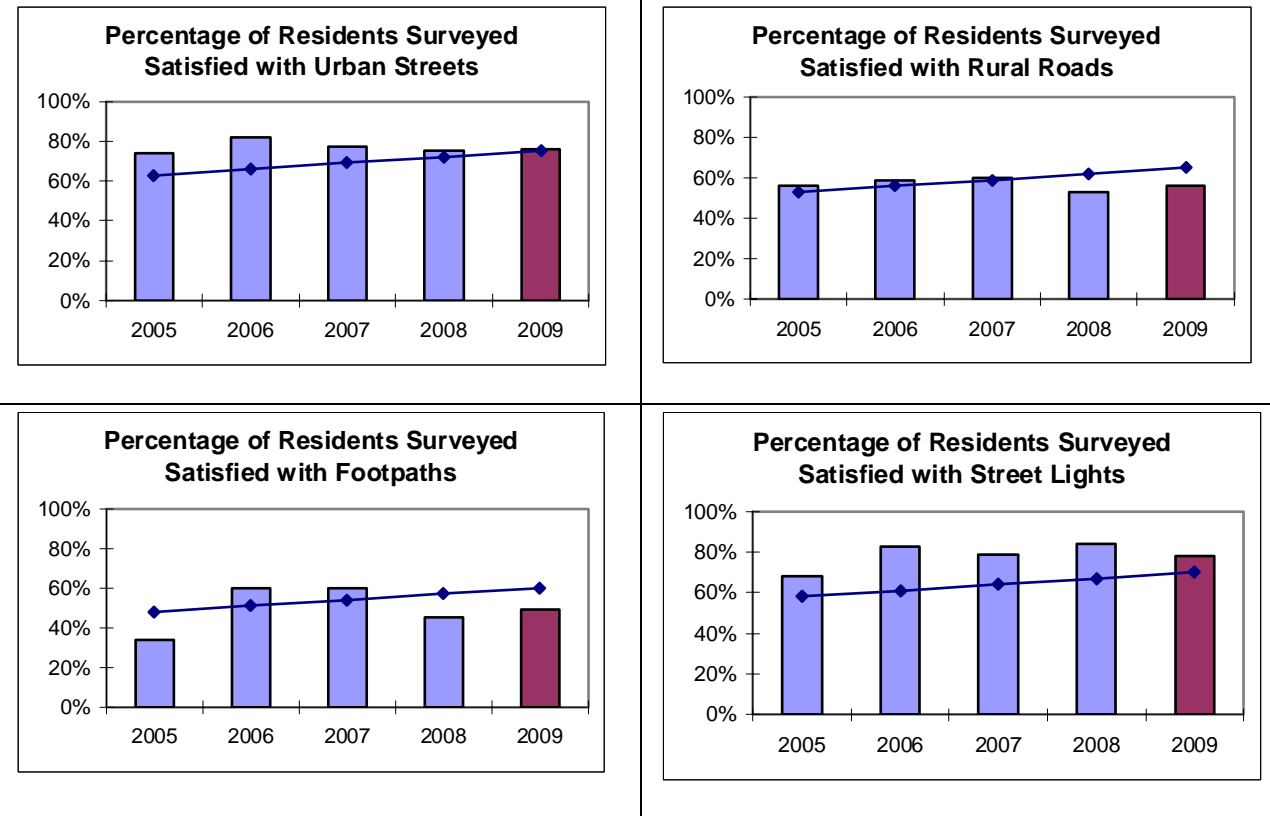 Percentage of Residents Surveyed
Satisfied with Urban Streets
100%
80%
60%
40%
20%
0%
2005 2006 2007 2008 2009
Percentage of Residents Surveyed
Satisfied with Rural Roads
100%
80%
60%
40%
20%
0%
2005 2006 2007 2008 2009
Percentage of Residents Surveyed
Satisfied with Footpaths
100%
80%
60%
40%
20%
0%
2005 2006 2007 2008 2009
Percentage of Residents Surveyed
Satisfied with Street Lights
100%
80%
60%
40%
20%
0%
2005 2006 2007 2008 2009